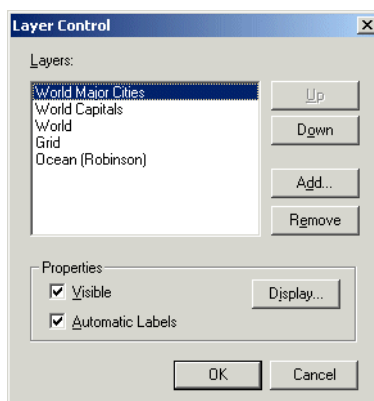 Layer Control
Layers:
World Major Cities
World Capitals
World
Grid
Ocean (Robinson)
Up
Down
Add...
Remove
Properties
Visible
Automatic Labels
Display...
OK
Cancel